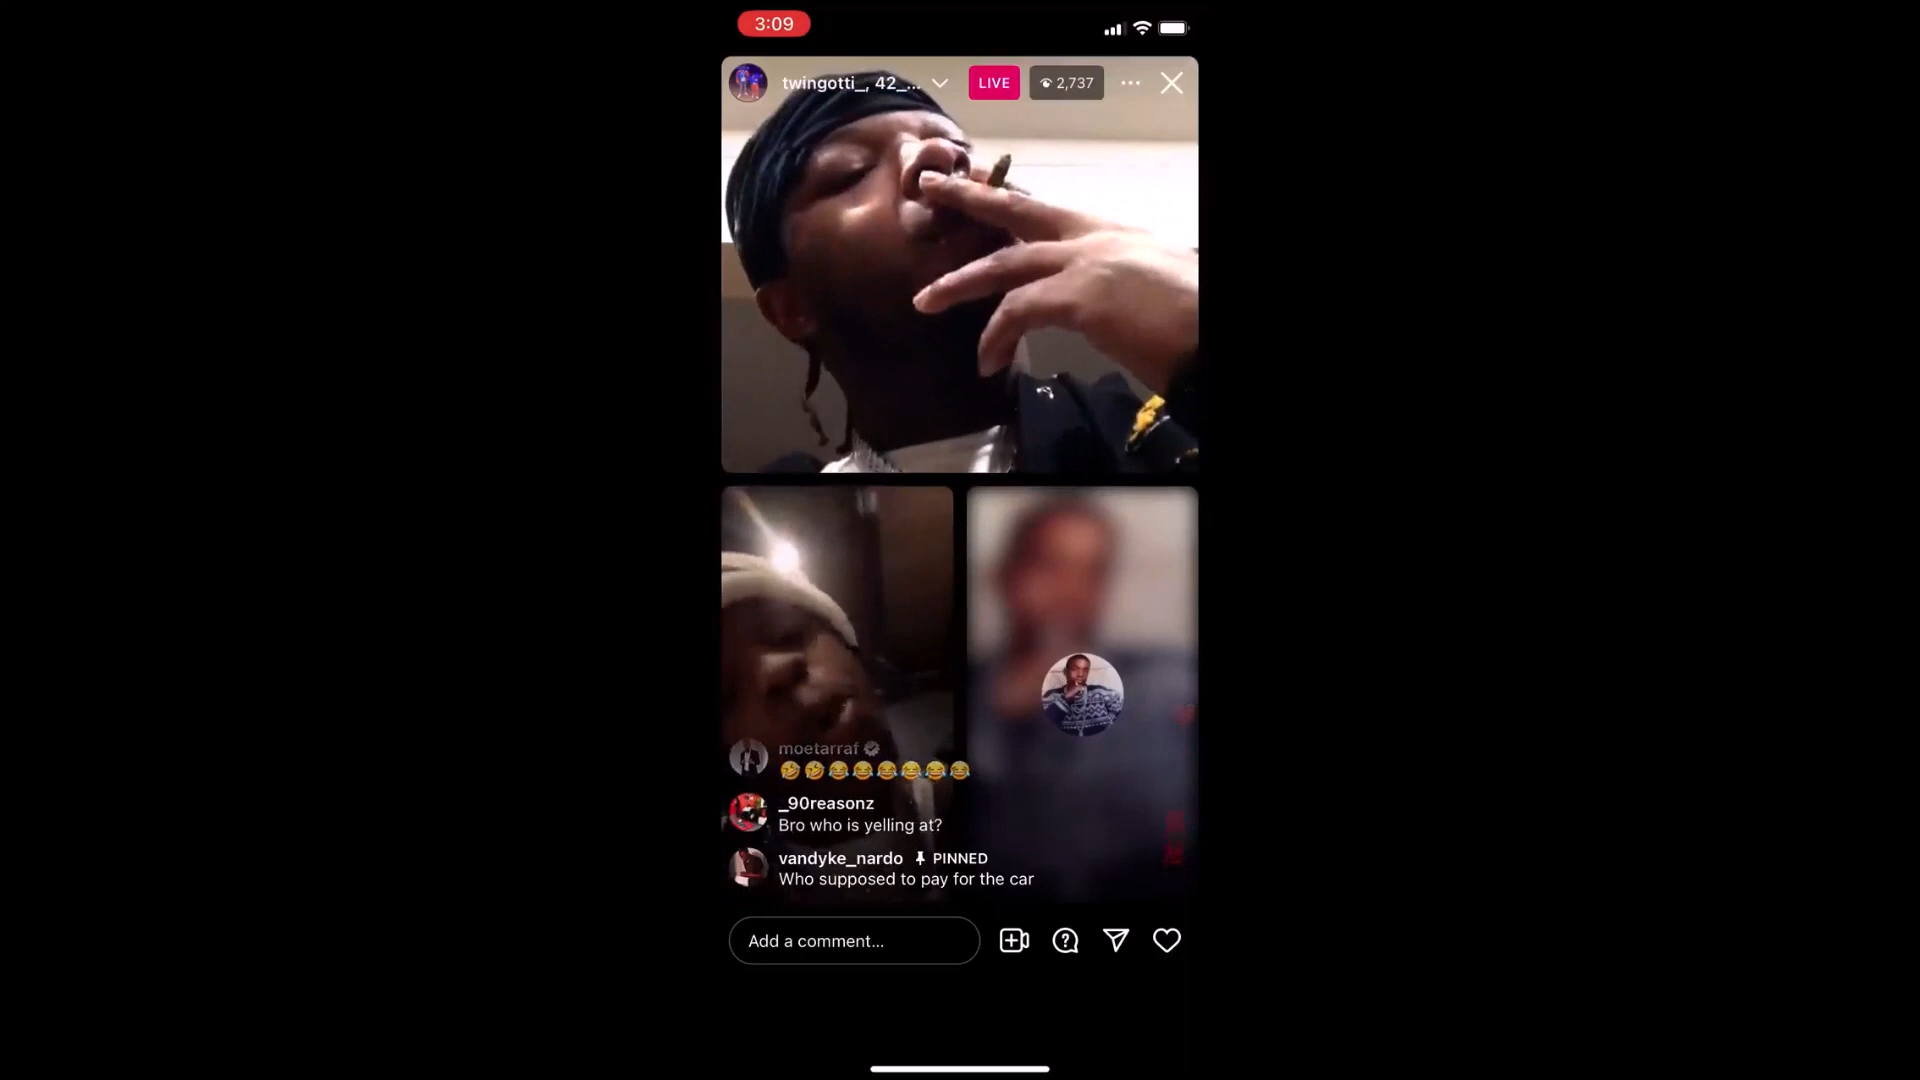 3:09
twingotti_, 42_...
LIVE
2,737
moetarraf
🤣🤣😂😂😂😂😂😂
_90reasonz
Bro who is yelling at?
vandyke_nardo PINNED
Who supposed to pay for the car
Add a comment...